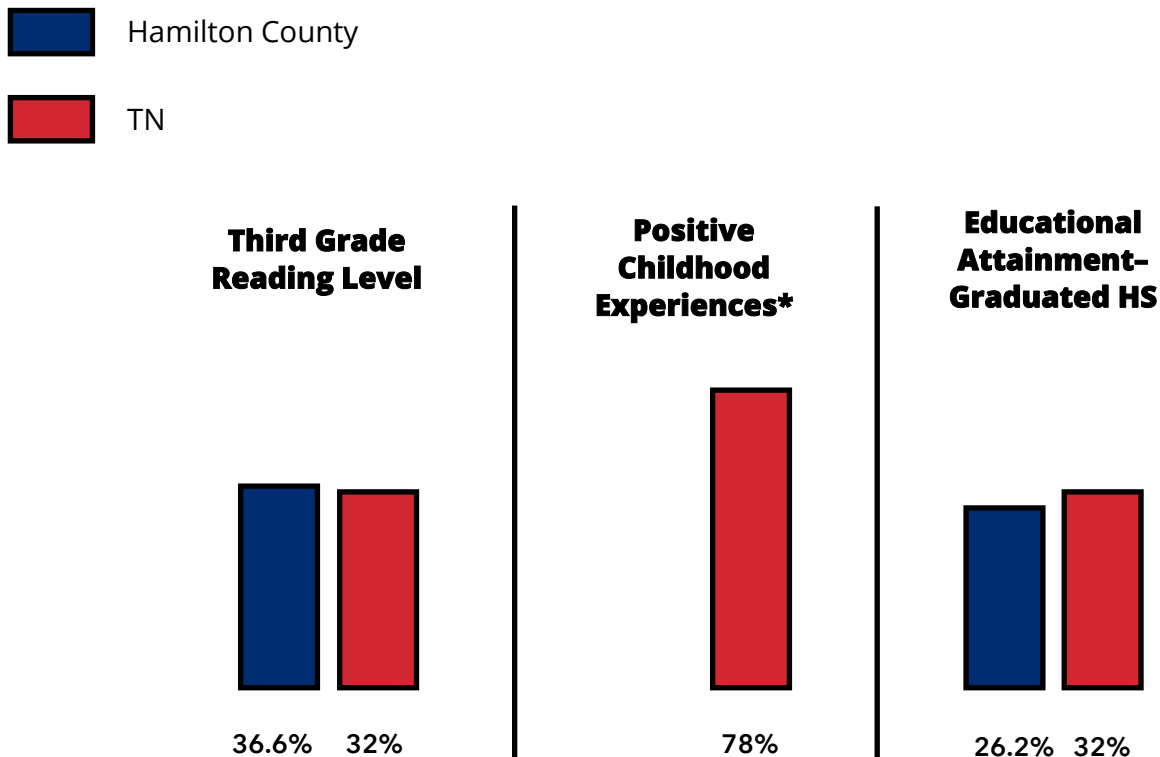 Hamilton County
TN
Third Grade
Reading Level
Positive
Childhood
Experiences*
Educational
Attainment–
Graduated HS
36.6% 32%
78%
26.2% 32%